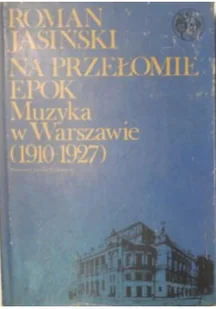 ROMAN
JASIŃSKI
NA PRZEŁOMIE
EPOK
Muzyka
w Warszawie
(1910-1927)